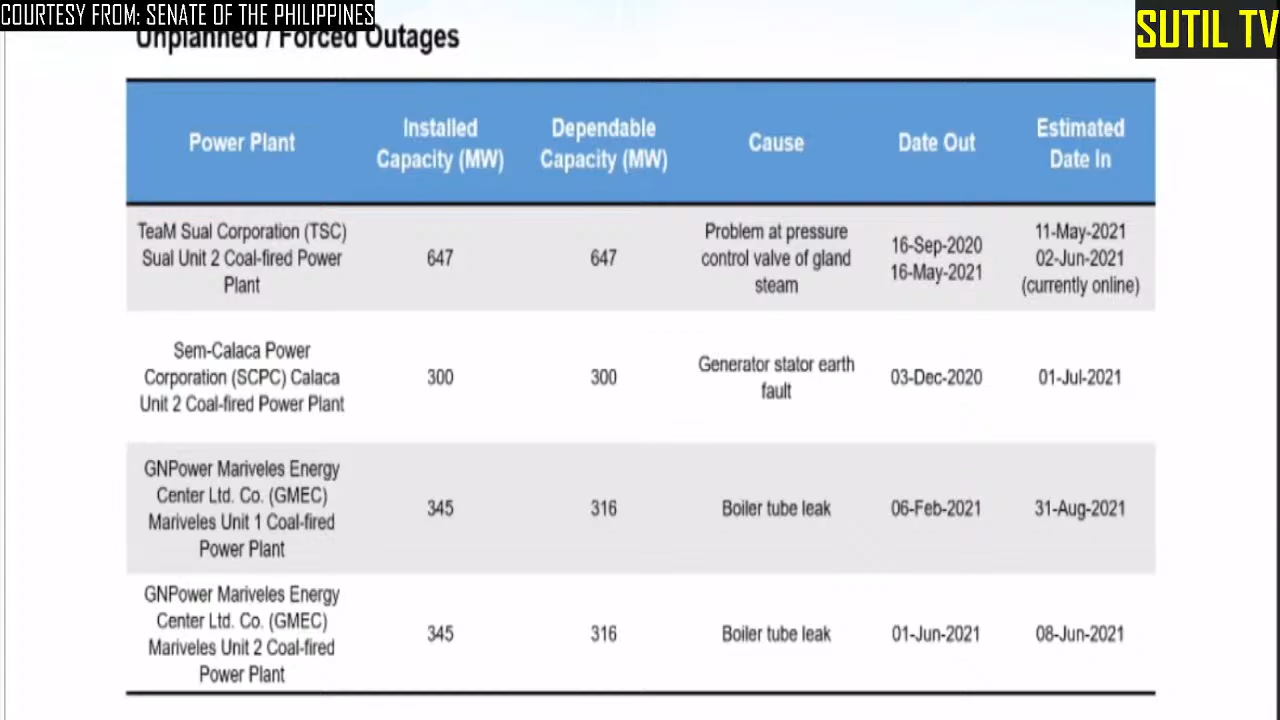 COURTESY FROM: SENATE OF THE PHILIPPINES
SUTIL TV
Unplanned / Forced Outages
Power Plant
Installed
Capacity (MW)
Dependable
Capacity (MW)
Cause
Date Out
Estimated
Date In
TeaM Sual Corporation (TSC)
Sual Unit 2 Coal-fired Power
Plant
647
647
Problem at pressure
control valve of gland
steam
16-Sep-2020
16-May-2021
11-May-2021
02-Jun-2021
(currently online)
Sem-Calaca Power
Corporation (SCPC) Calaca
Unit 2 Coal-fired Power Plant
300
300
Generator stator earth
fault
03-Dec-2020
01-Jul-2021
GNPower Mariveles Energy
Center Ltd. Co. (GMEC)
Mariveles Unit 1 Coal-fired
Power Plant
345
316
Boiler tube leak
06-Feb-2021
31-Aug-2021
GNPower Mariveles Energy
Center Ltd. Co. (GMEC)
Mariveles Unit 2 Coal-fired
Power Plant
345
316
Boiler tube leak
01-Jun-2021
08-Jun-2021